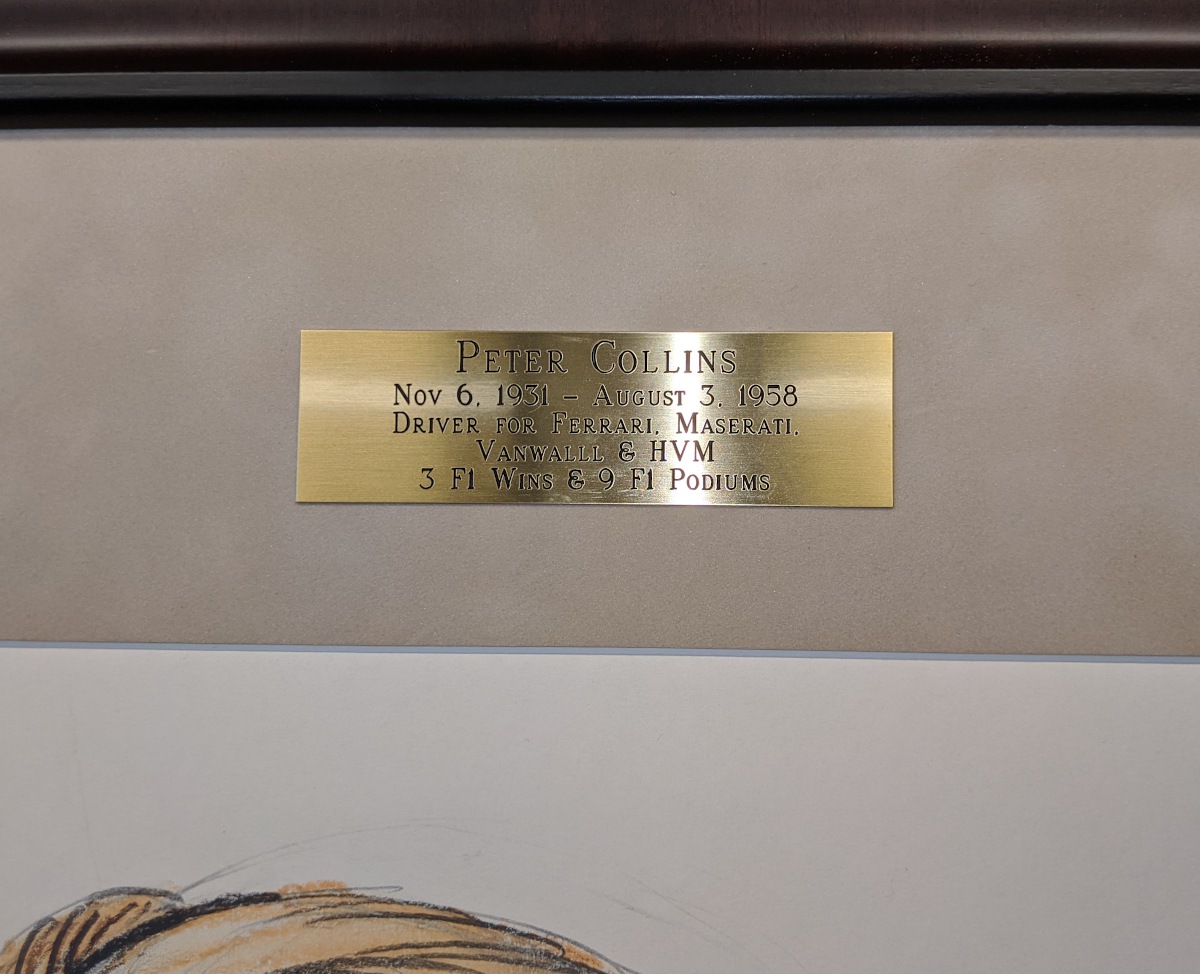 Peter Collins
Nov 6, 1931 – August 3, 1958
Driver for Ferrari, Maserati,
Vanwalll & HVM
3 F1 Wins & 9 F1 Podiums